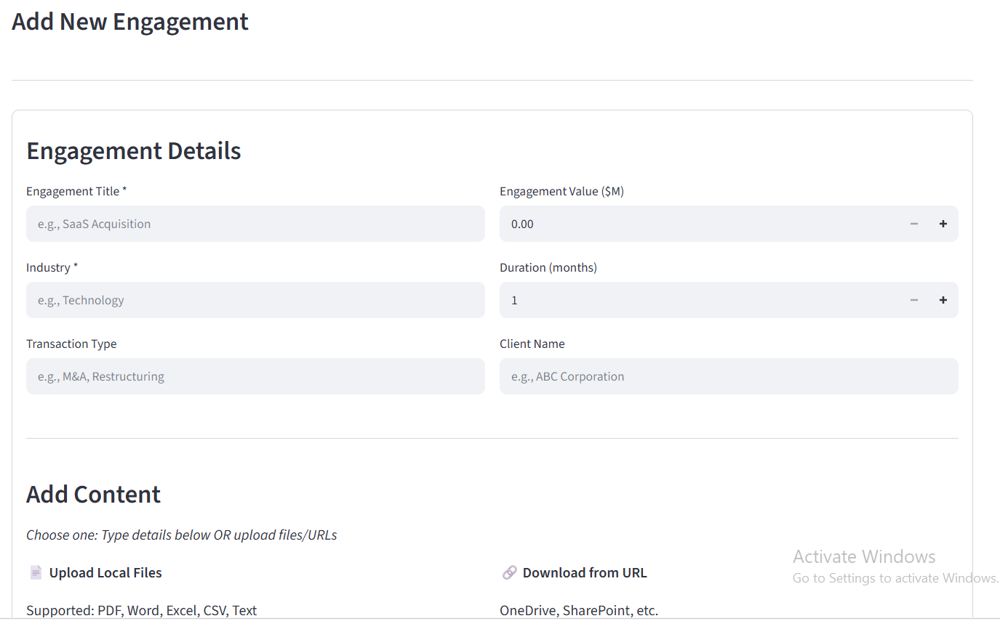 Add New Engagement
Engagement Details
Engagement Title *
Engagement Value ($M)
e.g., SaaS Acquisition
0.00
Industry *
Duration (months)
e.g., Technology
1
Transaction Type
Client Name
e.g., M&A, Restructuring
e.g., ABC Corporation
Add Content
Choose one: Type details below OR upload files/URLs
Upload Local Files
Download from URL
Supported: PDF, Word, Excel, CSV, Text
OneDrive, SharePoint, etc.
Activate Windows
Go to Settings to activate Windows.